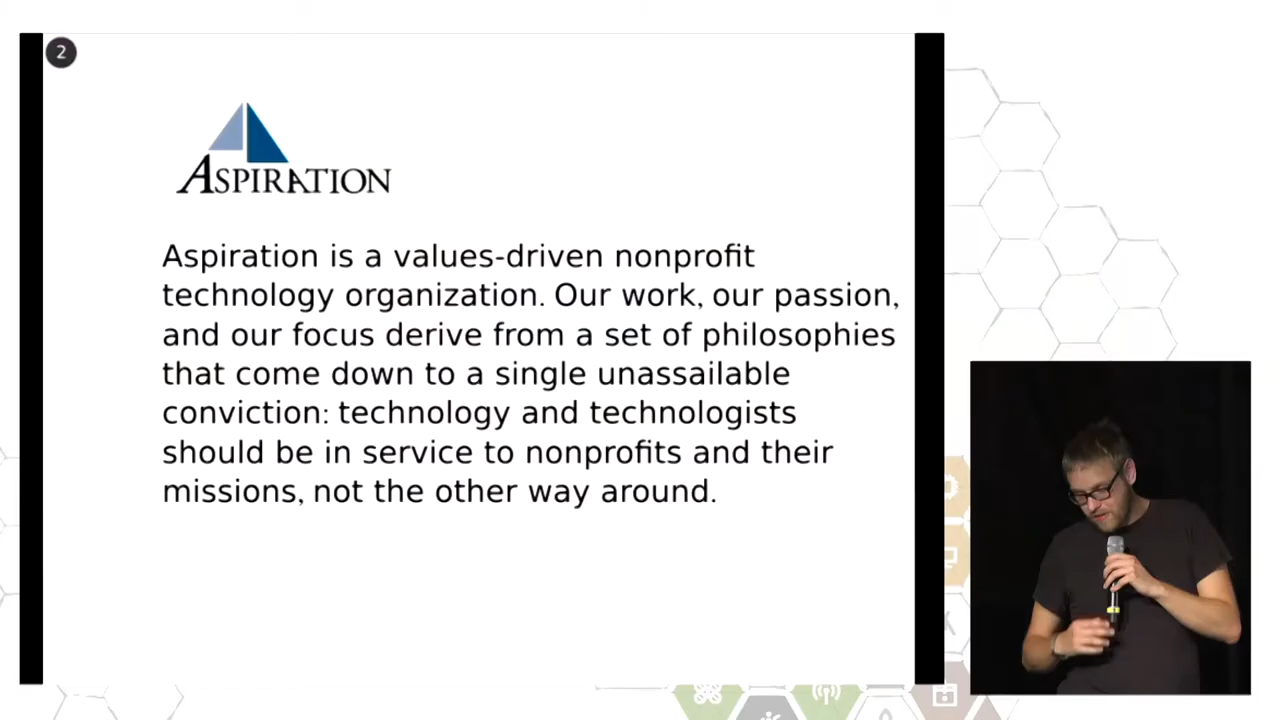 2
ASPIRATION
Aspiration is a values-driven nonprofit
technology organization. Our work, our passion,
and our focus derive from a set of philosophies
that come down to a single unassailable
conviction: technology and technologists
should be in service to nonprofits and their
missions, not the other way around.